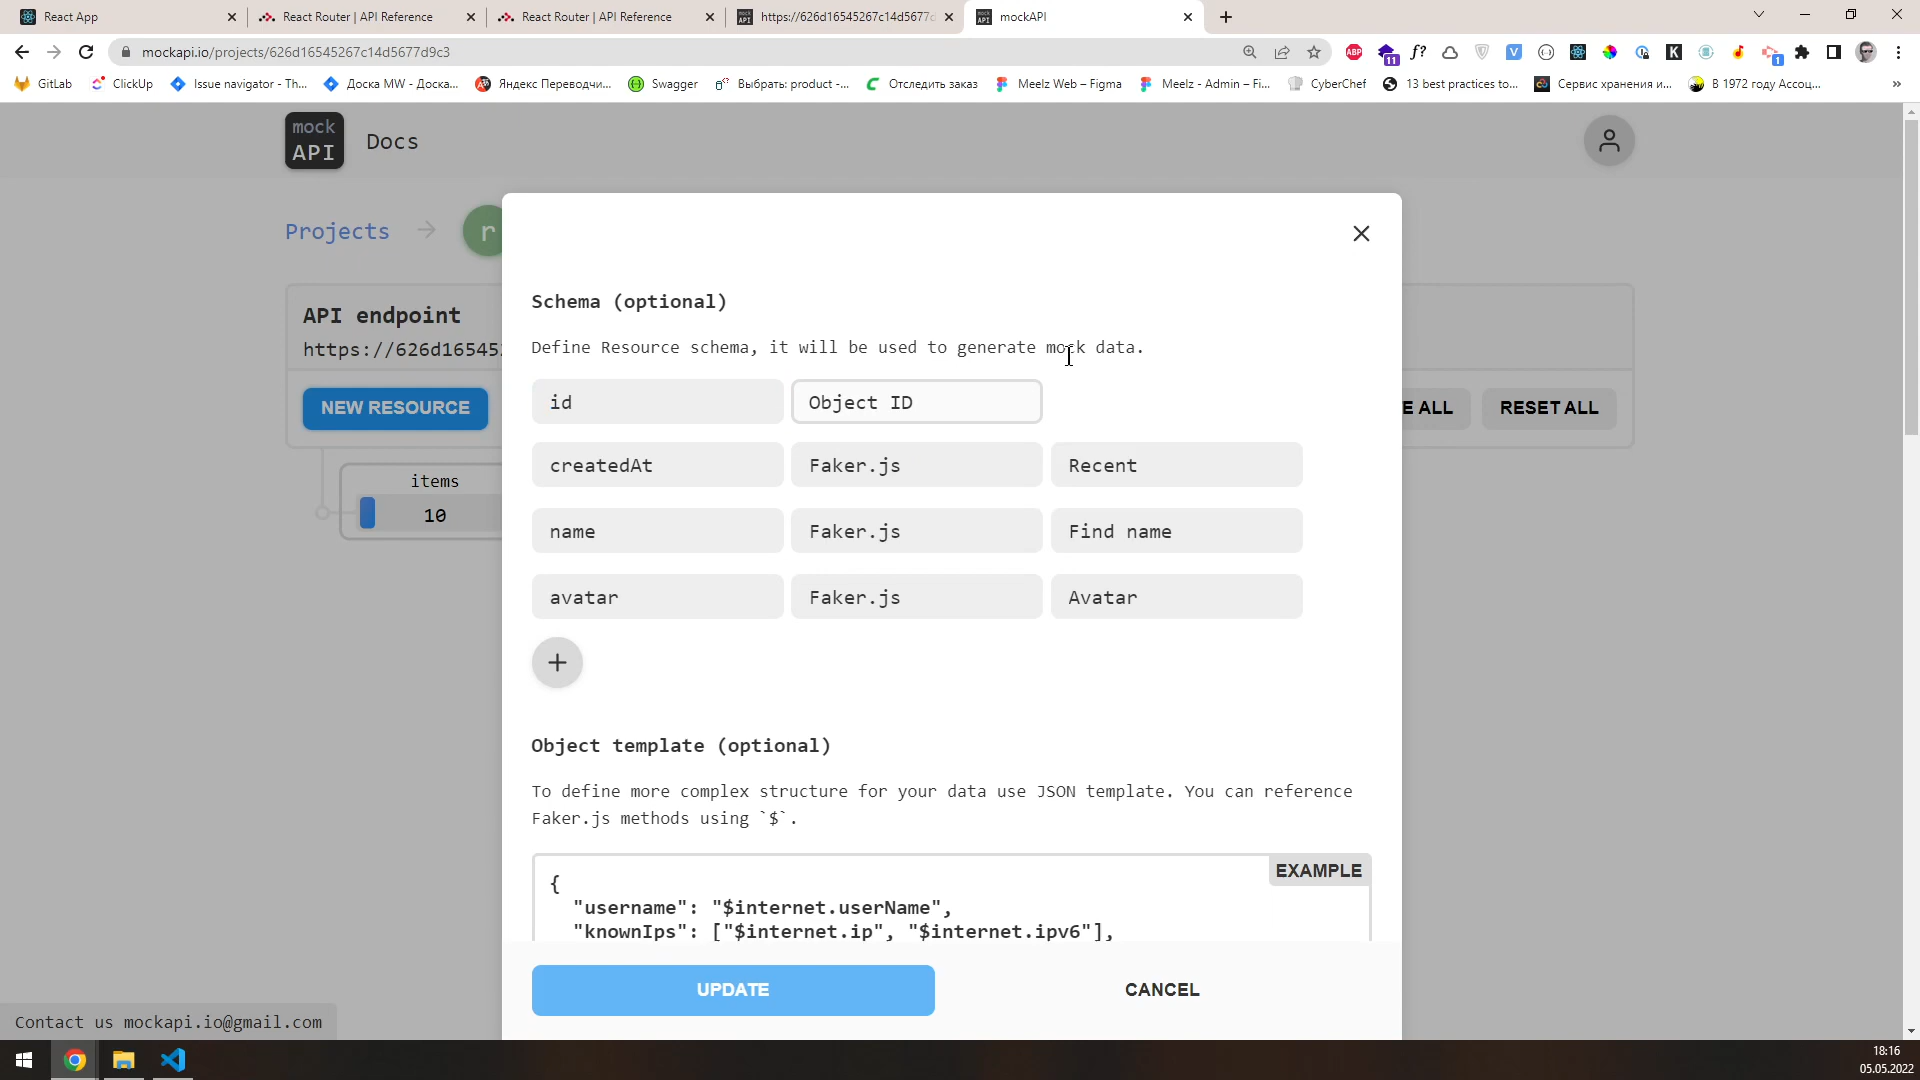 React App
React Router | API Reference
React Router | API Reference
https://626d16545267c14d5677d
mockAPI
mockapi.io/projects/626d16545267c14d5677d9c3
GitLab
ClickUp
Issue navigator - Th...
Доска MW - Доска...
Яндекс Переводчи...
Swagger
Выбрать: product -...
Отследить заказ
Meelz Web – Figma
Meelz - Admin – Fi...
CyberChef
13 best practices to...
Сервис хранения и...
В 1972 году Ассоц...
mock
API
Docs
Projects
r
API endpoint
https://626d16545
NEW RESOURCE
E ALL
RESET ALL
items
10
Schema (optional)
Define Resource schema, it will be used to generate mock data.
id
Object ID
createdAt
Faker.js
Recent
name
Faker.js
Find name
avatar
Faker.js
Avatar
+
Object template (optional)
To define more complex structure for your data use JSON template. You can reference
Faker.js methods using `$`.
EXAMPLE
{
"username": "$internet.userName",
"knownIps": ["$internet.ip", "$internet.ipv6"],
UPDATE
CANCEL
Contact us mockapi.io@gmail.com
18:16
05.05.2022